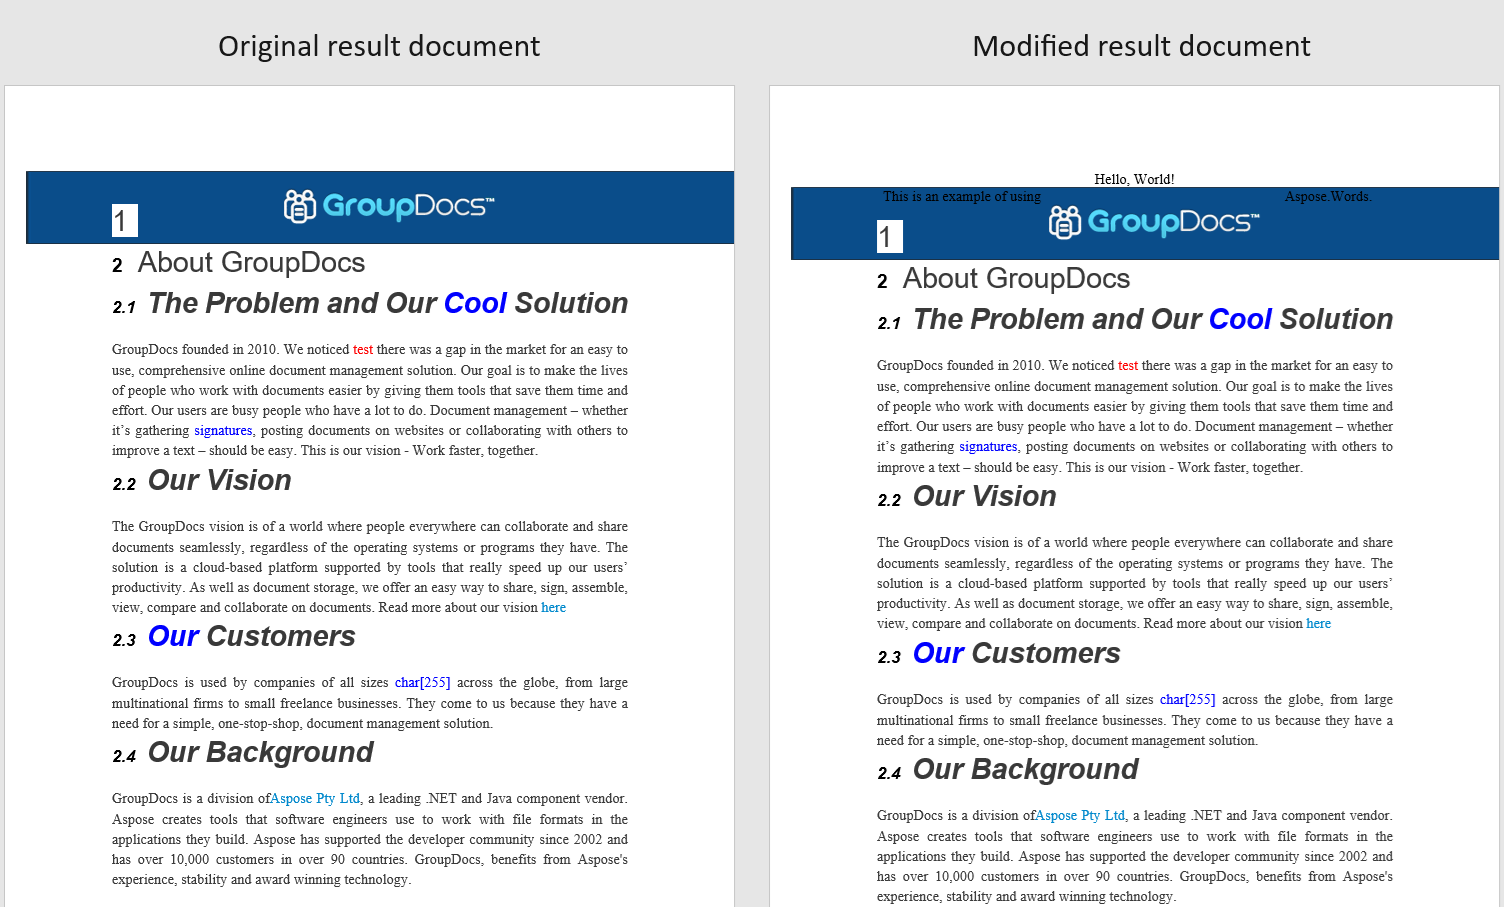 Original result document
GroupDocs™
1
2 About GroupDocs
2.1 The Problem and Our Cool Solution
GroupDocs founded in 2010. We noticed test there was a gap in the market for an easy to
use, comprehensive online document management solution. Our goal is to make the lives
of people who work with documents easier by giving them tools that save them time and
effort. Our users are busy people who have a lot to do. Document management – whether
it’s gathering signatures, posting documents on websites or collaborating with others to
improve a text – should be easy. This is our vision - Work faster, together.
2.2 Our Vision
The GroupDocs vision is of a world where people everywhere can collaborate and share
documents seamlessly, regardless of the operating systems or programs they have. The
solution is a cloud-based platform supported by tools that really speed up our users’
productivity. As well as document storage, we offer an easy way to share, sign, assemble,
view, compare and collaborate on documents. Read more about our vision here
2.3 Our Customers
GroupDocs is used by companies of all sizes char[255] across the globe, from large
multinational firms to small freelance businesses. They come to us because they have a
need for a simple, one-stop-shop, document management solution.
2.4 Our Background
GroupDocs is a division ofAspose Pty Ltd, a leading .NET and Java component vendor.
Aspose creates tools that software engineers use to work with file formats in the
applications they build. Aspose has supported the developer community since 2002 and
has over 10,000 customers in over 90 countries. GroupDocs, benefits from Aspose's
experience, stability and award winning technology.
Modified result document
Hello, World!
This is an example of using Aspose.Words.
GroupDocs™
1
2 About GroupDocs
2.1 The Problem and Our Cool Solution
GroupDocs founded in 2010. We noticed test there was a gap in the market for an easy to
use, comprehensive online document management solution. Our goal is to make the lives
of people who work with documents easier by giving them tools that save them time and
effort. Our users are busy people who have a lot to do. Document management – whether
it’s gathering signatures, posting documents on websites or collaborating with others to
improve a text – should be easy. This is our vision - Work faster, together.
2.2 Our Vision
The GroupDocs vision is of a world where people everywhere can collaborate and share
documents seamlessly, regardless of the operating systems or programs they have. The
solution is a cloud-based platform supported by tools that really speed up our users’
productivity. As well as document storage, we offer an easy way to share, sign, assemble,
view, compare and collaborate on documents. Read more about our vision here
2.3 Our Customers
GroupDocs is used by companies of all sizes char[255] across the globe, from large
multinational firms to small freelance businesses. They come to us because they have a
need for a simple, one-stop-shop, document management solution.
2.4 Our Background
GroupDocs is a division ofAspose Pty Ltd, a leading .NET and Java component vendor.
Aspose creates tools that software engineers use to work with file formats in the
applications they build. Aspose has supported the developer community since 2002 and
has over 10,000 customers in over 90 countries. GroupDocs, benefits from Aspose's
experience, stability and award winning technology.